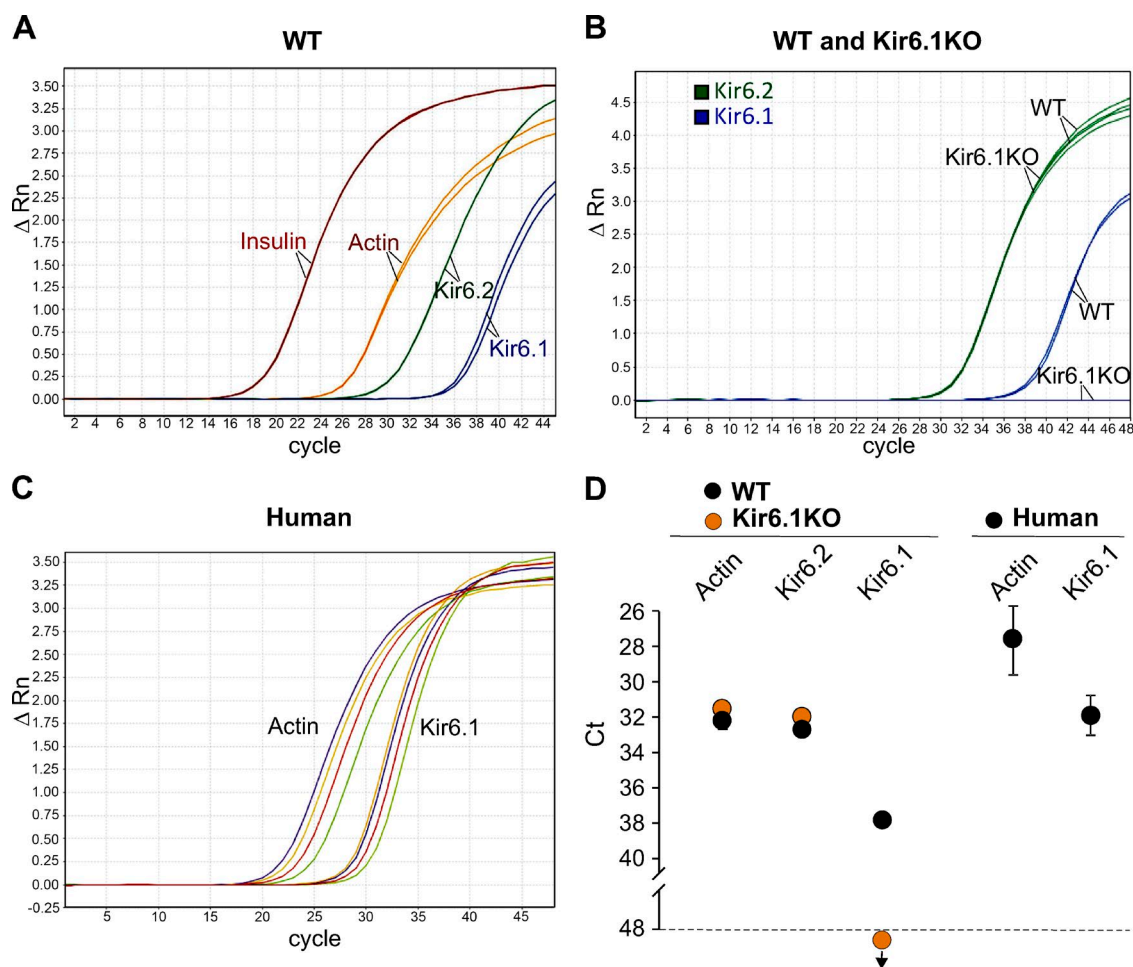 A
WT
3.50
3.25
3.00
2.75
2.50
2.25
2.00
1.75
1.50
1.25
1.00
0.75
0.50
0.25
0.00
Δ Rn
Insulin
Actin
Kir6.2
Kir6.1
2 4 6 8 10 12 14 16 18 20 22 24 26 28 30 32 34 36 38 40 42 44
cycle
B
WT and Kir6.1KO
Kir6.2
Kir6.1
4.5
4.0
3.5
3.0
2.5
2.0
1.5
1.0
0.5
0.0
Δ Rn
WT
Kir6.1KO
WT
Kir6.1KO
2 4 6 8 10 12 14 16 18 20 22 24 26 28 30 32 34 36 38 40 42 44 46 48
cycle
C
Human
3.50
3.25
3.00
2.75
2.50
2.25
2.00
1.75
1.50
1.25
1.00
0.75
0.50
0.25
0.00
-0.25
Δ Rn
Actin
Kir6.1
5 10 15 20 25 30 35 40 45
cycle
D
WT
Kir6.1KO
Human
Actin
Kir6.2
Kir6.1
Actin
Kir6.1
26
28
30
32
34
36
38
40
48
Ct